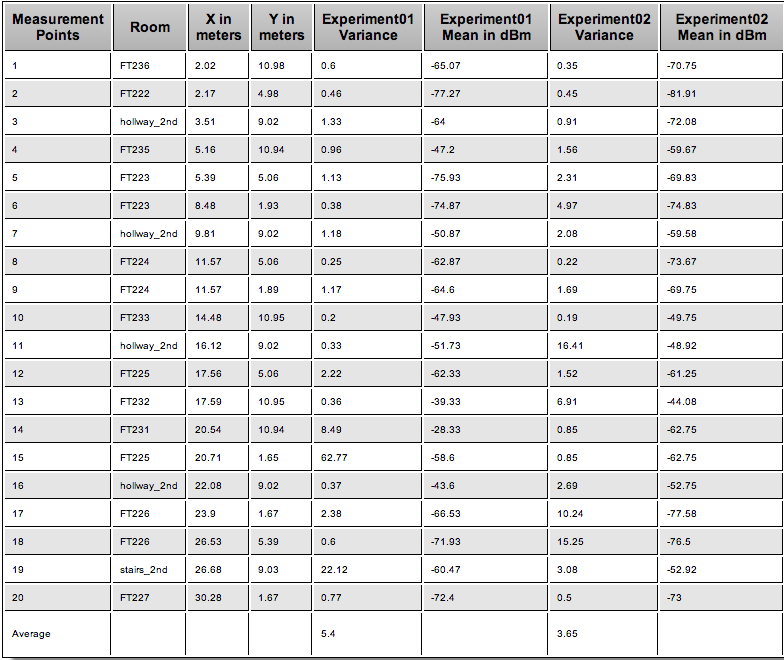 Measurement Points Room X in meters Y in meters Experiment01 Variance Experiment01 Mean in dBm Experiment02 Variance Experiment02 Mean in dBm
1 FT236 2.02 10.98 0.6 -65.07 0.35 -70.75
2 FT222 2.17 4.98 0.46 -77.27 0.45 -81.91
3 hollway_2nd 3.51 9.02 1.33 -64 0.91 -72.08
4 FT235 5.16 10.94 0.96 -47.2 1.56 -59.67
5 FT223 5.39 5.06 1.13 -75.93 2.31 -69.83
6 FT223 8.48 1.93 0.38 -74.87 4.97 -74.83
7 hollway_2nd 9.81 9.02 1.18 -50.87 2.08 -59.58
8 FT224 11.57 5.06 0.25 -62.87 0.22 -73.67
9 FT224 11.57 1.89 1.17 -64.6 1.69 -69.75
10 FT233 14.48 10.95 0.2 -47.93 0.19 -49.75
11 hollway_2nd 16.12 9.02 0.33 -51.73 16.41 -48.92
12 FT225 17.56 5.06 2.22 -62.33 1.52 -61.25
13 FT232 17.59 10.95 0.36 -39.33 6.91 -44.08
14 FT231 20.54 10.94 8.49 -28.33 0.85 -62.75
15 FT225 20.71 1.65 62.77 -58.6 0.85 -62.75
16 hollway_2nd 22.08 9.02 0.37 -43.6 2.69 -52.75
17 FT226 23.9 1.67 2.38 -66.53 10.24 -77.58
18 FT226 26.53 5.39 0.6 -71.93 15.25 -76.5
19 stairs_2nd 26.68 9.03 22.12 -60.47 3.08 -52.92
20 FT227 30.28 1.67 0.77 -72.4 0.5 -73
Average 5.4 3.65